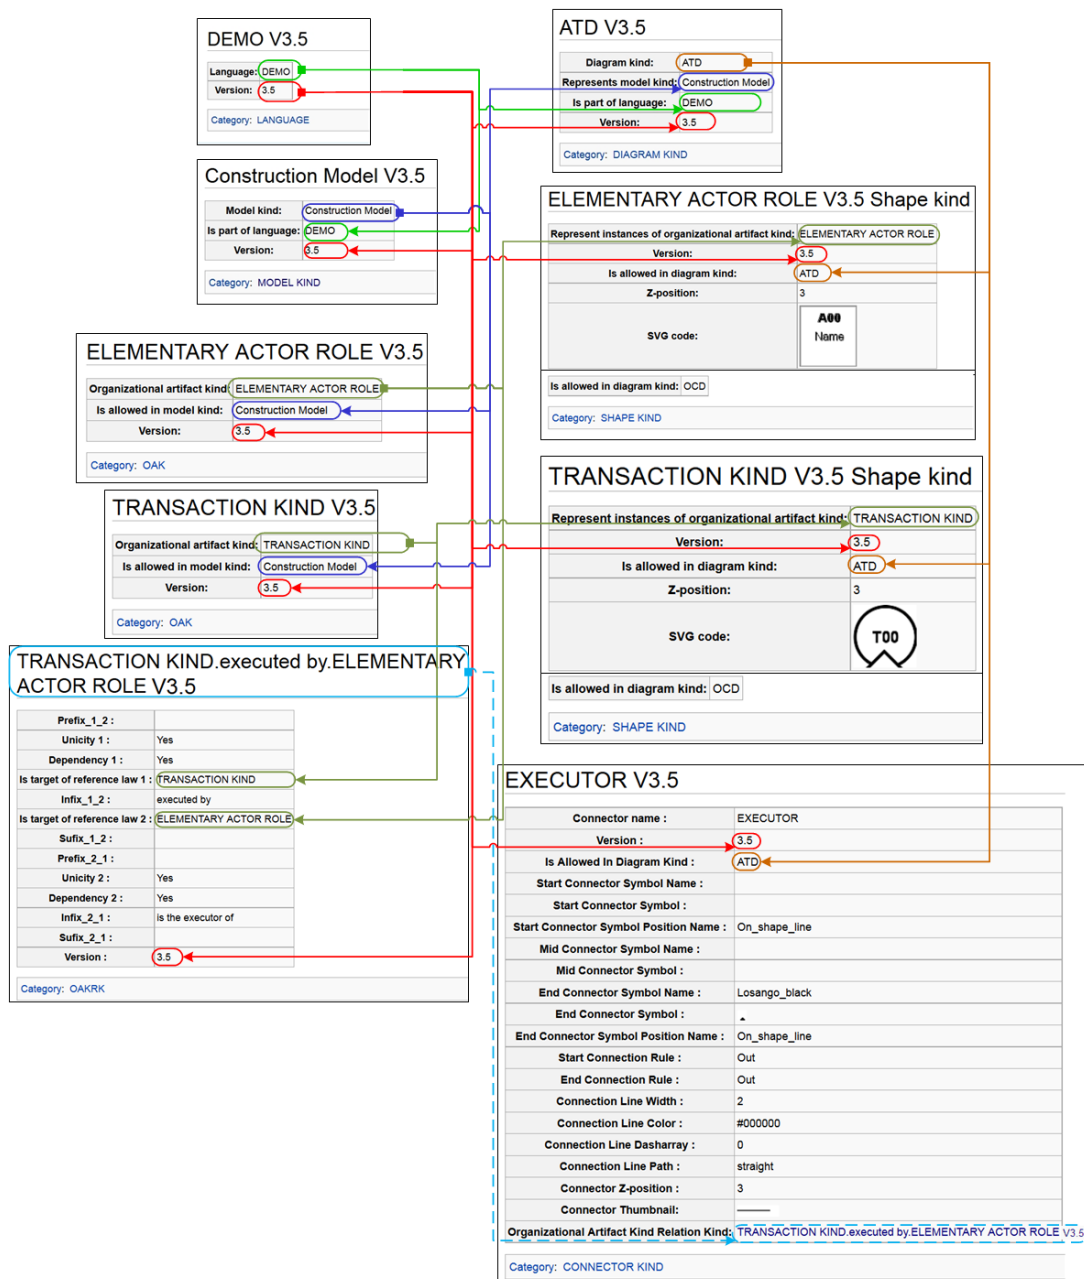 DEMO V3.5
Language: DEMO
Version: 3.5
Category: LANGUAGE
ATD V3.5
Diagram kind: ATD
Represents model kind: Construction Model
Is part of language: DEMO
Version: 3.5
Category: DIAGRAM KIND
Construction Model V3.5
Model kind: Construction Model
Is part of language: DEMO
Version: 3.5
Category: MODEL KIND
ELEMENTARY ACTOR ROLE V3.5 Shape kind
Represent instances of organizational artifact kind: ELEMENTARY ACTOR ROLE
Version: 3.5
Is allowed in diagram kind: ATD
Z-position: 3
SVG code:
A00
Name
Is allowed in diagram kind: OCD
Category: SHAPE KIND
ELEMENTARY ACTOR ROLE V3.5
Organizational artifact kind: ELEMENTARY ACTOR ROLE
Is allowed in model kind: Construction Model
Version: 3.5
Category: OAK
TRANSACTION KIND V3.5 Shape kind
Represent instances of organizational artifact kind: TRANSACTION KIND
Version: 3.5
Is allowed in diagram kind: ATD
Z-position: 3
SVG code:
T00
Is allowed in diagram kind: OCD
Category: SHAPE KIND
TRANSACTION KIND V3.5
Organizational artifact kind: TRANSACTION KIND
Is allowed in model kind: Construction Model
Version: 3.5
Category: OAK
TRANSACTION KIND.executed by.ELEMENTARY
ACTOR ROLE V3.5
Prefix_1_2 :
Unicity 1 : Yes
Dependency 1 : Yes
Is target of reference law 1 : TRANSACTION KIND
Infix_1_2 : executed by
Is target of reference law 2 : ELEMENTARY ACTOR ROLE
Sufix_1_2 :
Prefix_2_1 :
Unicity 2 : Yes
Dependency 2 : Yes
Infix_2_1 : is the executor of
Sufix_2_1 :
Version : 3.5
Category: OAKRK
EXECUTOR V3.5
Connector name : EXECUTOR
Version : 3.5
Is Allowed In Diagram Kind : ATD
Start Connector Symbol Name :
Start Connector Symbol :
Start Connector Symbol Position Name : On_shape_line
Mid Connector Symbol Name :
Mid Connector Symbol :
End Connector Symbol Name : Losango_black
End Connector Symbol :
End Connector Symbol Position Name : On_shape_line
Start Connection Rule : Out
End Connection Rule : Out
Connection Line Width : 2
Connection Line Color : #000000
Connection Line Dasharray : 0
Connection Line Path : straight
Connector Z-position : 3
Connector Thumbnail:
Organizational Artifact Kind Relation Kind: TRANSACTION KIND.executed by.ELEMENTARY ACTOR ROLE V3.5
Category: CONNECTOR KIND